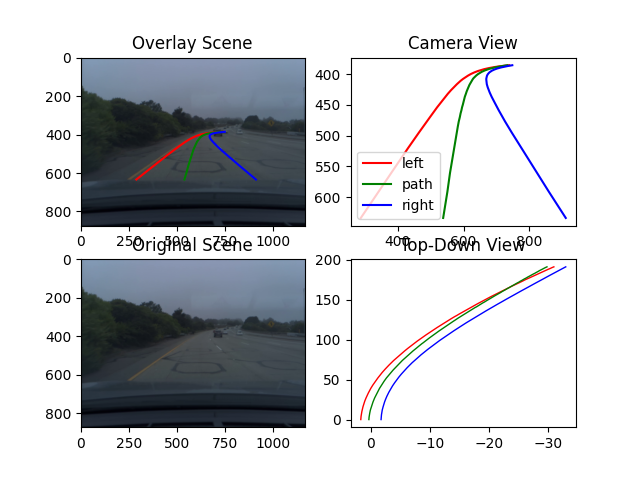 Overlay Scene
0
200
400
600
800
0 250 500 750 1000
Camera View
400
450
500
550
600
400 600 800
left
path
right
Original Scene
0
200
400
600
800
0 250 500 750 1000
Top-Down View
200
150
100
50
0
0 −10 −20 −30